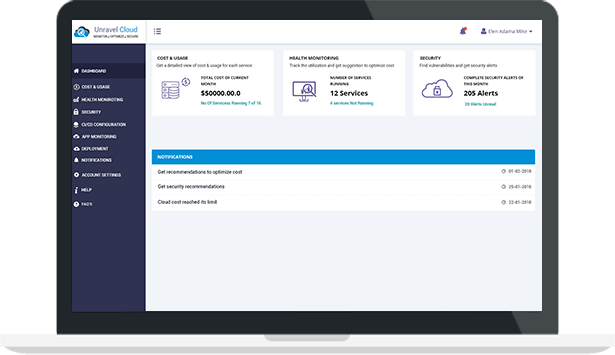 Unravel Cloud
MONITOR ▸ OPTIMIZE ▸ SECURE
Elen Adama Mike
DASHBOARD
COST & USAGE
HEALTH MONIROTING
SECURITY
CI/CD CONFIGURATION
APP MONITORING
DEPLOYMENT
NOTIFICATIONS
ACCOUNT SETTINGS
HELP
FAQ'S
COST & USAGE
Get a detailed view of cost & usage for each service
TOTAL COST OF CURRENT
MONTH
$50000.00.0
No Of Services Running 7 of 16
HEALTH MONITORING
Track the utilization and get suggestion to optimize cost
NUMBER OF SERVICES
RUNNING
12 Services
4 services Not Running
SECURITY
Find vulnerabilities and get security alerts
COMPLETE SECURITY ALERTS OF
THIS MONTH
205 Alerts
20 Alerts Unread
NOTIFICATIONS
Get recommendations to optimize cost
01-02-2018
Get security recommendations
25-01-2018
Cloud cost reached its limit
22-01-2018